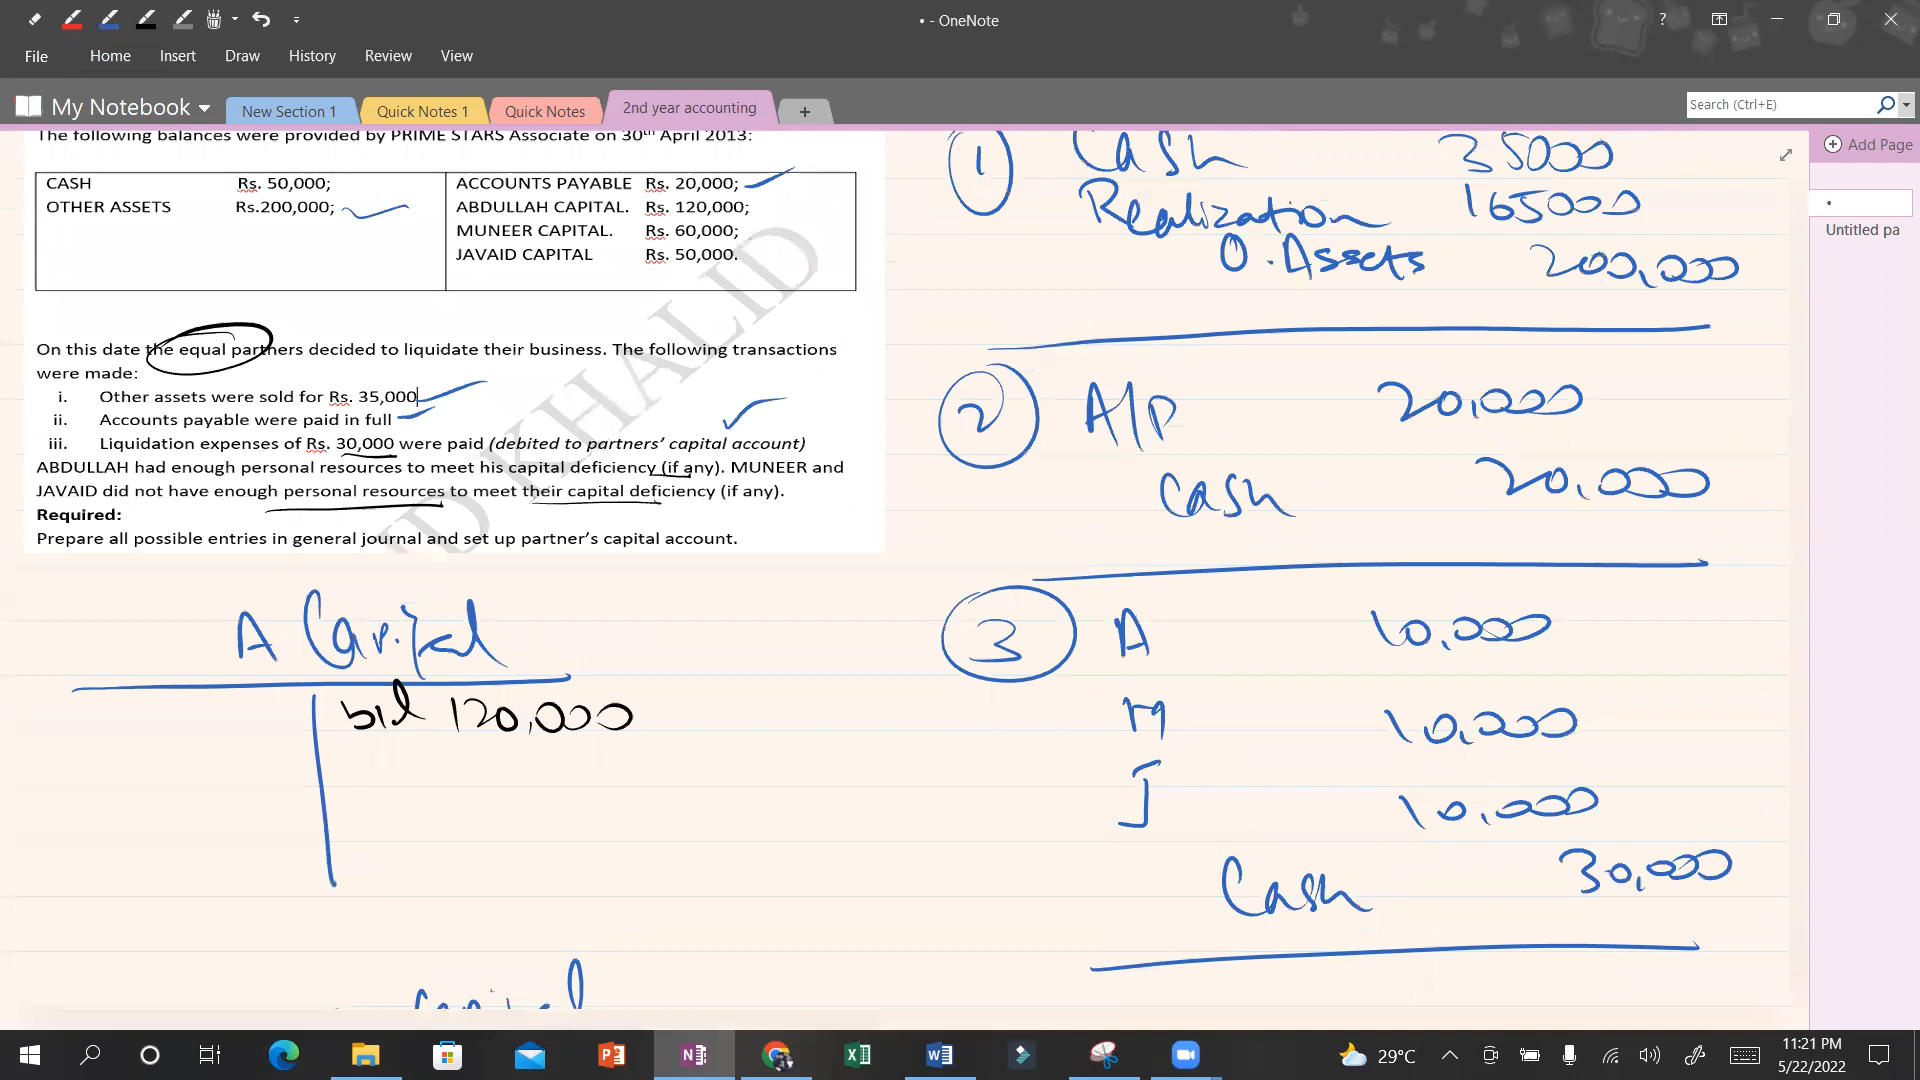 • - OneNote
File Home Insert Draw History Review View
My Notebook
New Section 1 Quick Notes 1 Quick Notes 2nd year accounting +
Search (Ctrl+E)
Add Page
•
Untitled pa
The following balances were provided by PRIME STARS Associate on 30th April 2013:
CASH Rs. 50,000;
OTHER ASSETS Rs.200,000;
ACCOUNTS PAYABLE Rs. 20,000;
ABDULLAH CAPITAL. Rs. 120,000;
MUNEER CAPITAL. Rs. 60,000;
JAVAID CAPITAL Rs. 50,000.
On this date the equal partners decided to liquidate their business. The following transactions
were made:
i. Other assets were sold for Rs. 35,000
ii. Accounts payable were paid in full
iii. Liquidation expenses of Rs. 30,000 were paid (debited to partners' capital account)
ABDULLAH had enough personal resources to meet his capital deficiency (if any). MUNEER and
JAVAID did not have enough personal resources to meet their capital deficiency (if any).
Required:
Prepare all possible entries in general journal and set up partner's capital account.
D KHALID
A Capital
bd 120,000
Capital
1 Cash 35000
Realization 165000
O. Assets 200,000
2 A/P 20,000
Cash 20,000
3 A 10,000
M 10,000
J 10,000
Cash 30,000
29°C
11:21 PM
5/22/2022